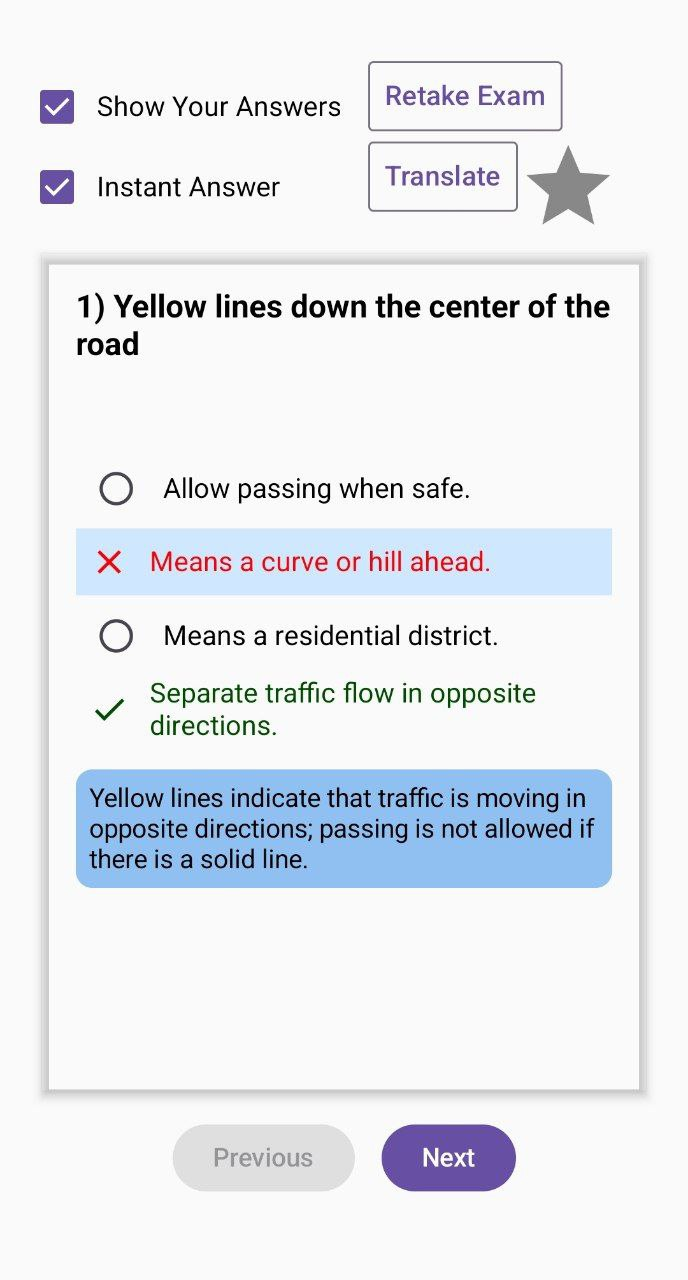 Show Your Answers
Retake Exam
Instant Answer
Translate
1) Yellow lines down the center of the
road
Allow passing when safe.
Means a curve or hill ahead.
Means a residential district.
Separate traffic flow in opposite
directions.
Yellow lines indicate that traffic is moving in
opposite directions; passing is not allowed if
there is a solid line.
Previous
Next